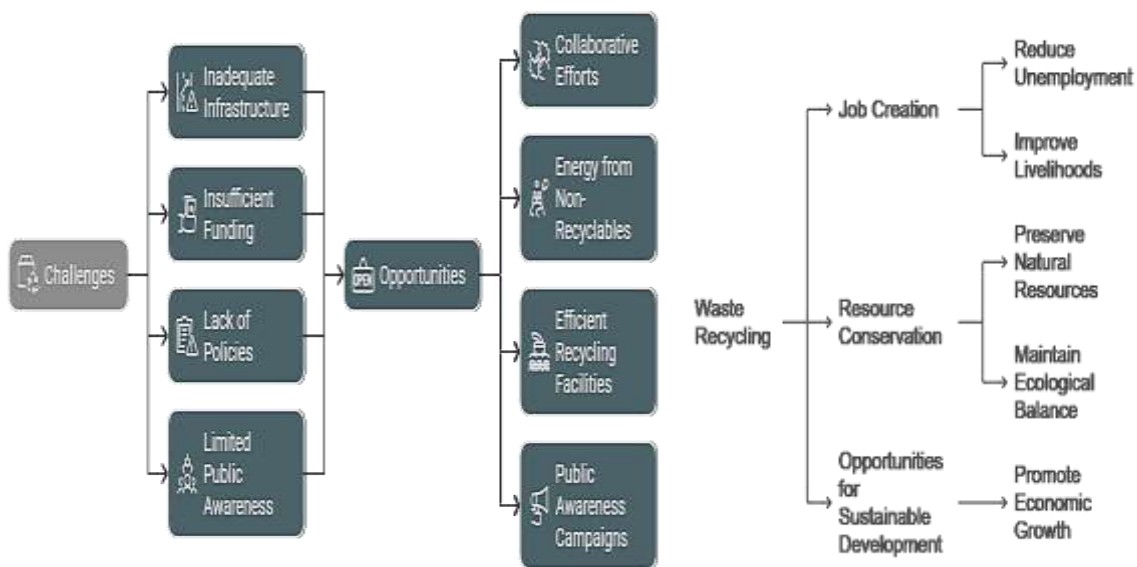 Challenges
Inadequate
Infrastructure
Insufficient
Funding
Lack of
Policies
Limited
Public
Awareness
OPEN
Opportunities
Collaborative
Efforts
Energy from
Non-
Recyclables
Efficient
Recycling
Facilities
Public
Awareness
Campaigns
Waste
Recycling
Job Creation
Reduce
Unemployment
Improve
Livelihoods
Resource
Conservation
Preserve
Natural
Resources
Maintain
Ecological
Balance
Opportunities
for
Sustainable
Development
Promote
Economic
Growth